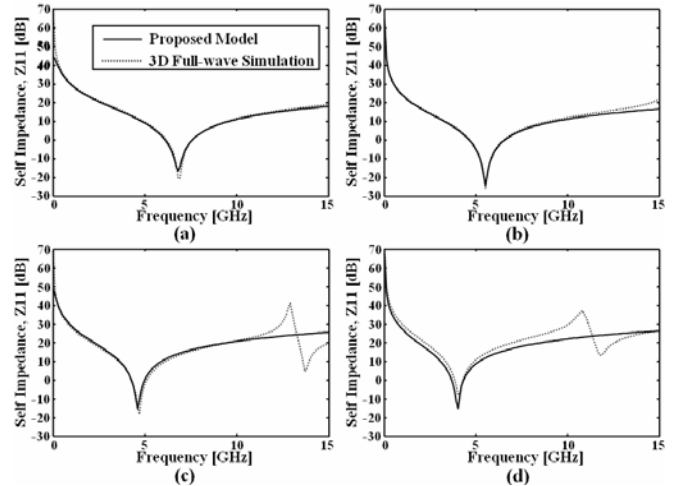 70
60
50
40
30
20
10
0
-10
-20
-30
Self Impedance, Z11 [dB]
Proposed Model
3D Full-wave Simulation
0 5 10 15
Frequency [GHz]
(a)
70
60
50
40
30
20
10
0
-10
-20
-30
Self Impedance, Z11 [dB]
0 5 10 15
Frequency [GHz]
(b)
70
60
50
40
30
20
10
0
-10
-20
-30
Self Impedance, Z11 [dB]
0 5 10 15
Frequency [GHz]
(c)
70
60
50
40
30
20
10
0
-10
-20
-30
Self Impedance, Z11 [dB]
0 5 10 15
Frequency [GHz]
(d)